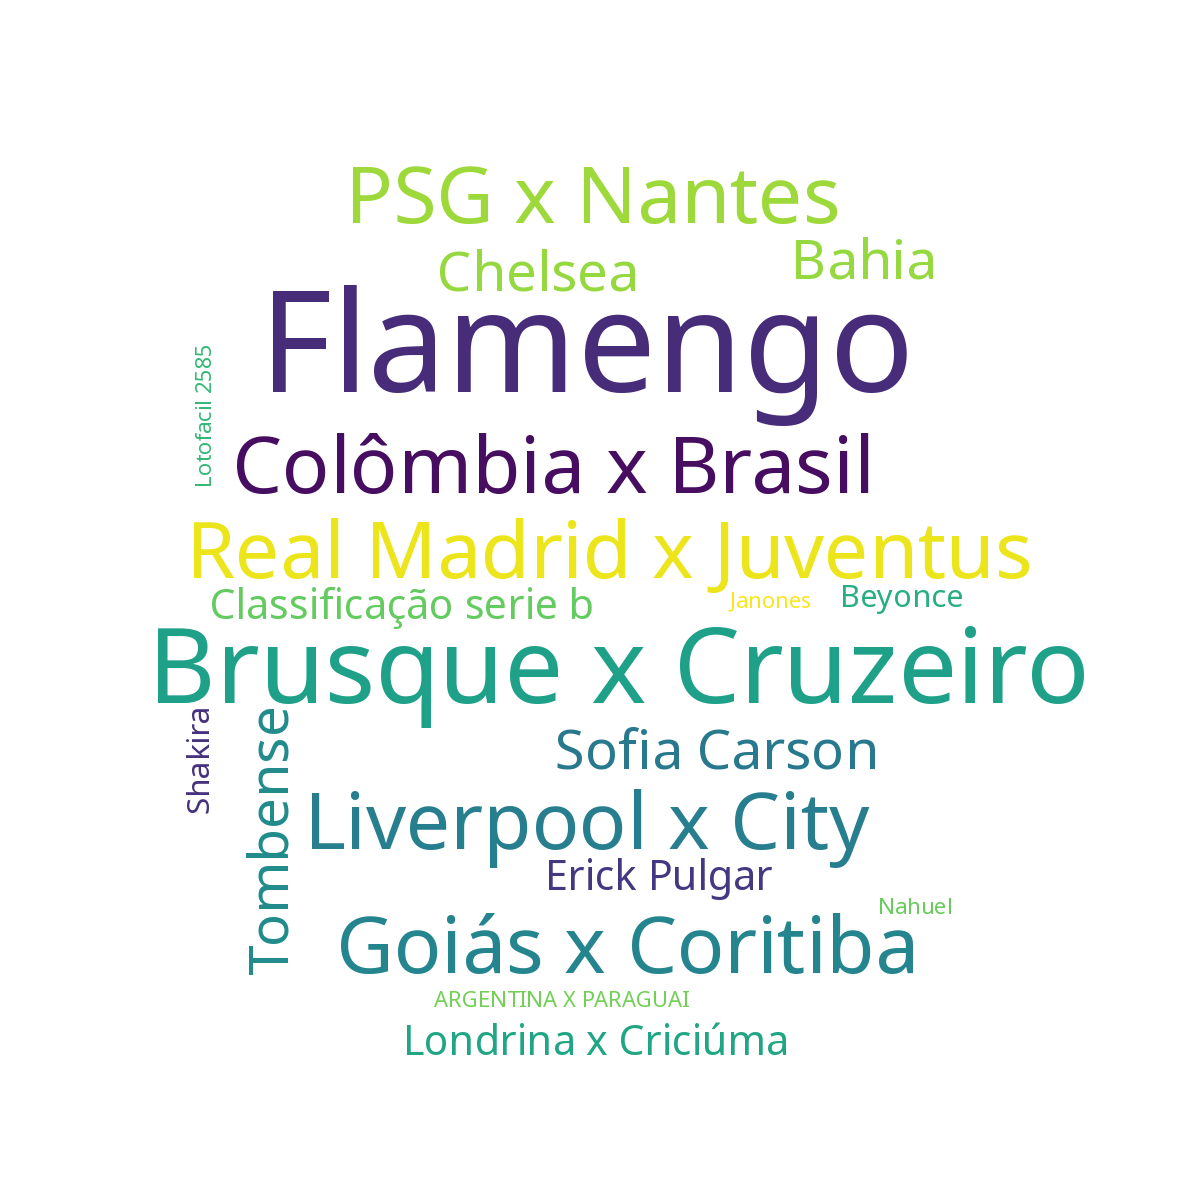 PSG x Nantes
Chelsea
Bahia
Flamengo
Lotofacil 2585
Colômbia x Brasil
Real Madrid x Juventus
Classificação serie b
Janones
Beyonce
Brusque x Cruzeiro
Shakira
Tombense
Sofia Carson
Liverpool x City
Erick Pulgar
Nahuel
Goiás x Coritiba
ARGENTINA X PARAGUAI
Londrina x Criciúma